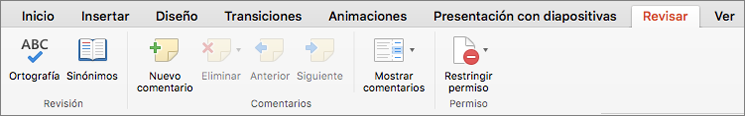 Inicio Insertar Diseño Transiciones Animaciones Presentación con diapositivas Revisar Ver
ABC
Ortografía Sinónimos Nuevo comentario Eliminar Anterior Siguiente Mostrar comentarios Restringir permiso
Revisión Comentarios Permiso